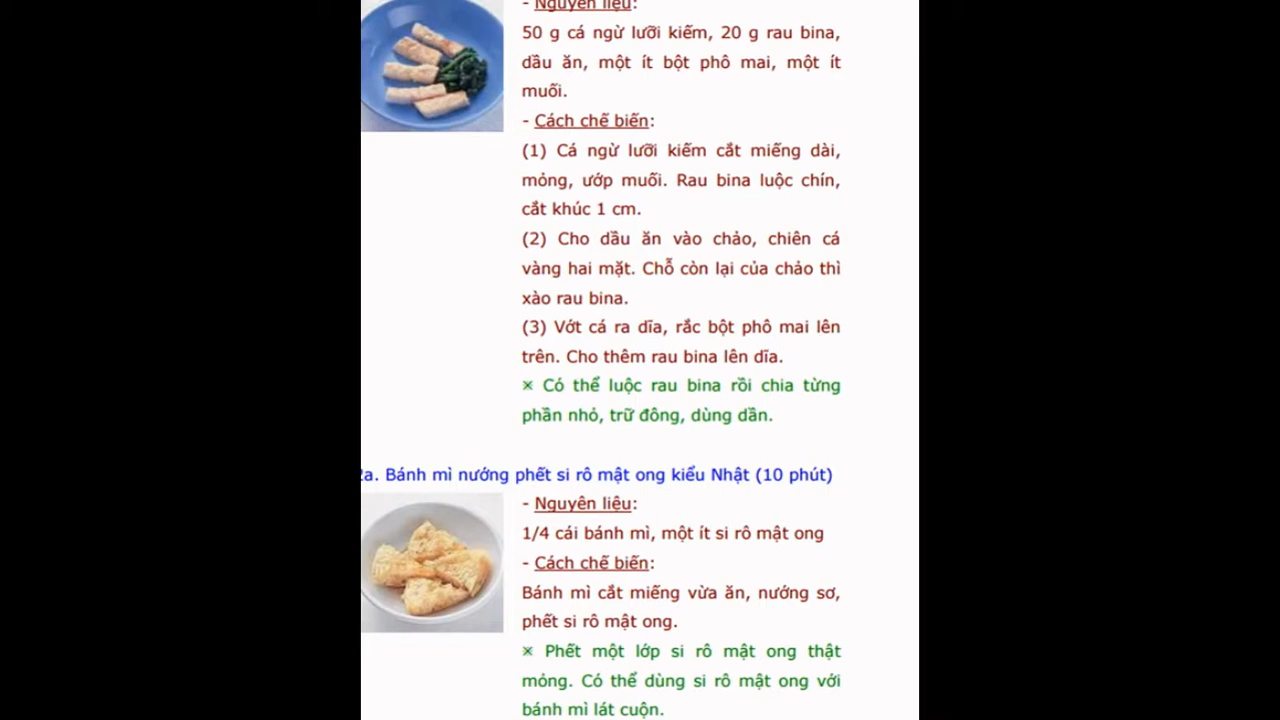 - Nguyên liệu:
50 g cá ngừ lưỡi kiếm, 20 g rau bina,
dầu ăn, một ít bột phô mai, một ít
muối.
- Cách chế biến:
(1) Cá ngừ lưỡi kiếm cắt miếng dài,
mỏng, ướp muối. Rau bina luộc chín,
cắt khúc 1 cm.
(2) Cho dầu ăn vào chảo, chiên cá
vàng hai mặt. Chỗ còn lại của chảo thì
xào rau bina.
(3) Vớt cá ra dĩa, rắc bột phô mai lên
trên. Cho thêm rau bina lên dĩa.
× Có thể luộc rau bina rồi chia từng
phần nhỏ, trữ đông, dùng dần.
2a. Bánh mì nướng phết si rô mật ong kiểu Nhật (10 phút)
- Nguyên liệu:
1/4 cái bánh mì, một ít si rô mật ong
- Cách chế biến:
Bánh mì cắt miếng vừa ăn, nướng sơ,
phết si rô mật ong.
× Phết một lớp si rô mật ong thật
mỏng. Có thể dùng si rô mật ong với
bánh mì lát cuộn.